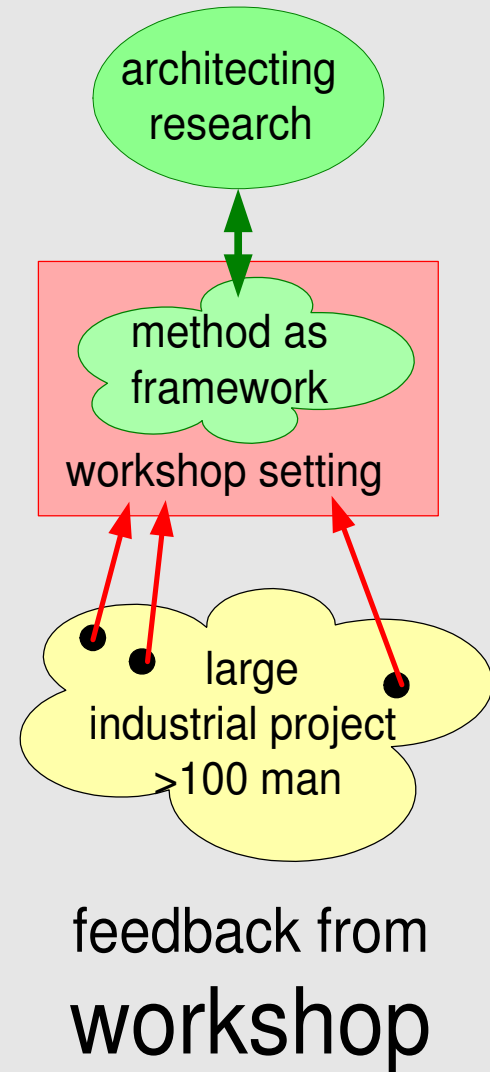 architecting
research
method as
framework
workshop setting
large
industrial project
>100 man
feedback from
workshop